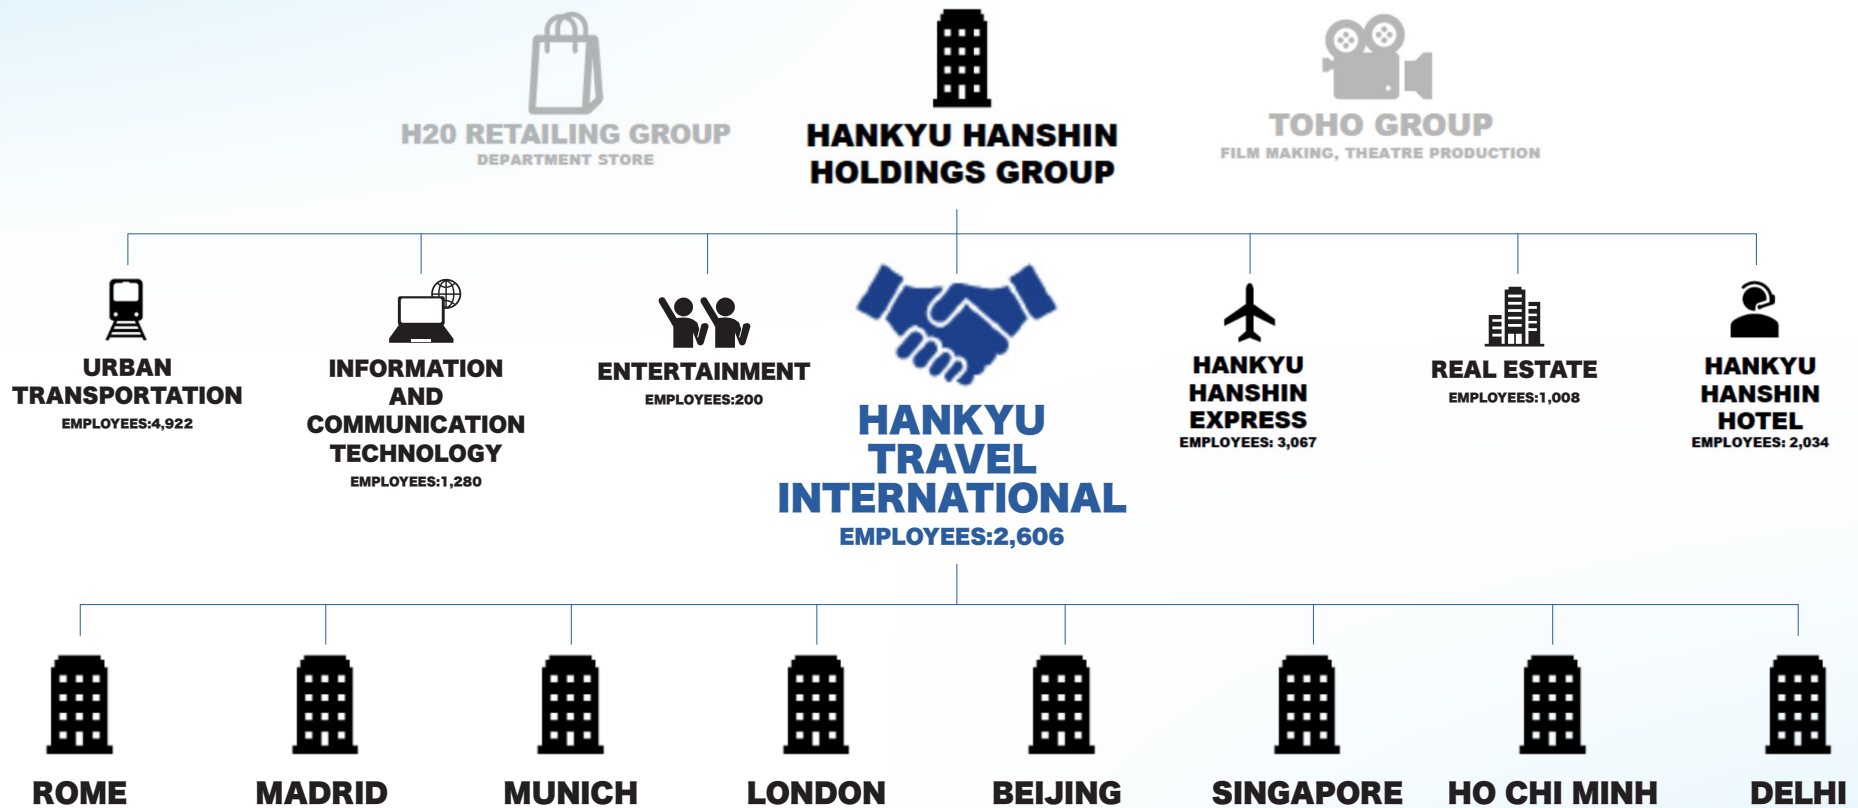 H20 RETAILING GROUP
DEPARTMENT STORE
HANKYU HANSHIN
HOLDINGS GROUP
TOHO GROUP
FILM MAKING, THEATRE PRODUCTION
URBAN
TRANSPORTATION
EMPLOYEES:4,922
INFORMATION
AND
COMMUNICATION
TECHNOLOGY
EMPLOYEES:1,280
ENTERTAINMENT
EMPLOYEES:200
HANKYU
TRAVEL
INTERNATIONAL
EMPLOYEES:2,606
HANKYU
HANSHIN
EXPRESS
EMPLOYEES: 3,067
REAL ESTATE
EMPLOYEES:1,008
HANKYU
HANSHIN
HOTEL
EMPLOYEES: 2,034
ROME
MADRID
MUNICH
LONDON
BEIJING
SINGAPORE
HO CHI MINH
DELHI